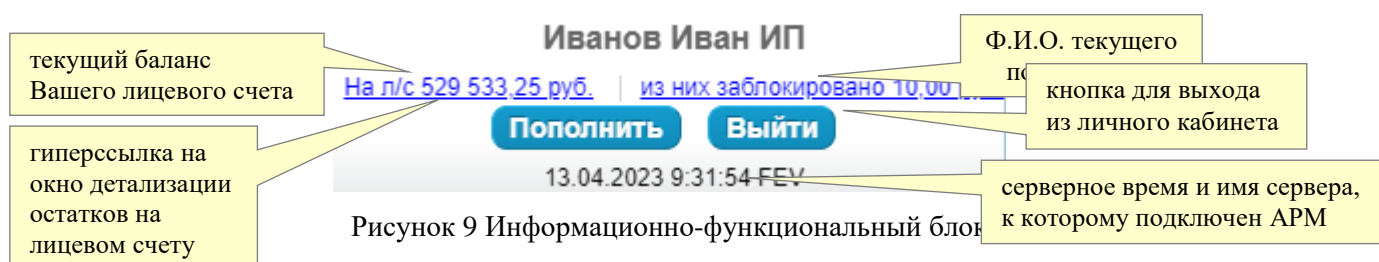 Иванов Иван ИП
Ф.И.О. текущего
текущий баланс
Вашего лицевого счета
На л/с 529 533,25 руб. из них заблокировано 10,00
кнопка для выхода
из личного кабинета
Пополнить Выйти
гиперссылка на
окно детализации
остатков на
лицевом счету
13.04.2023 9:31:54 FEV
серверное время и имя сервера,
к которому подключен АРМ
Рисунок 9 Информационно-функциональный блок